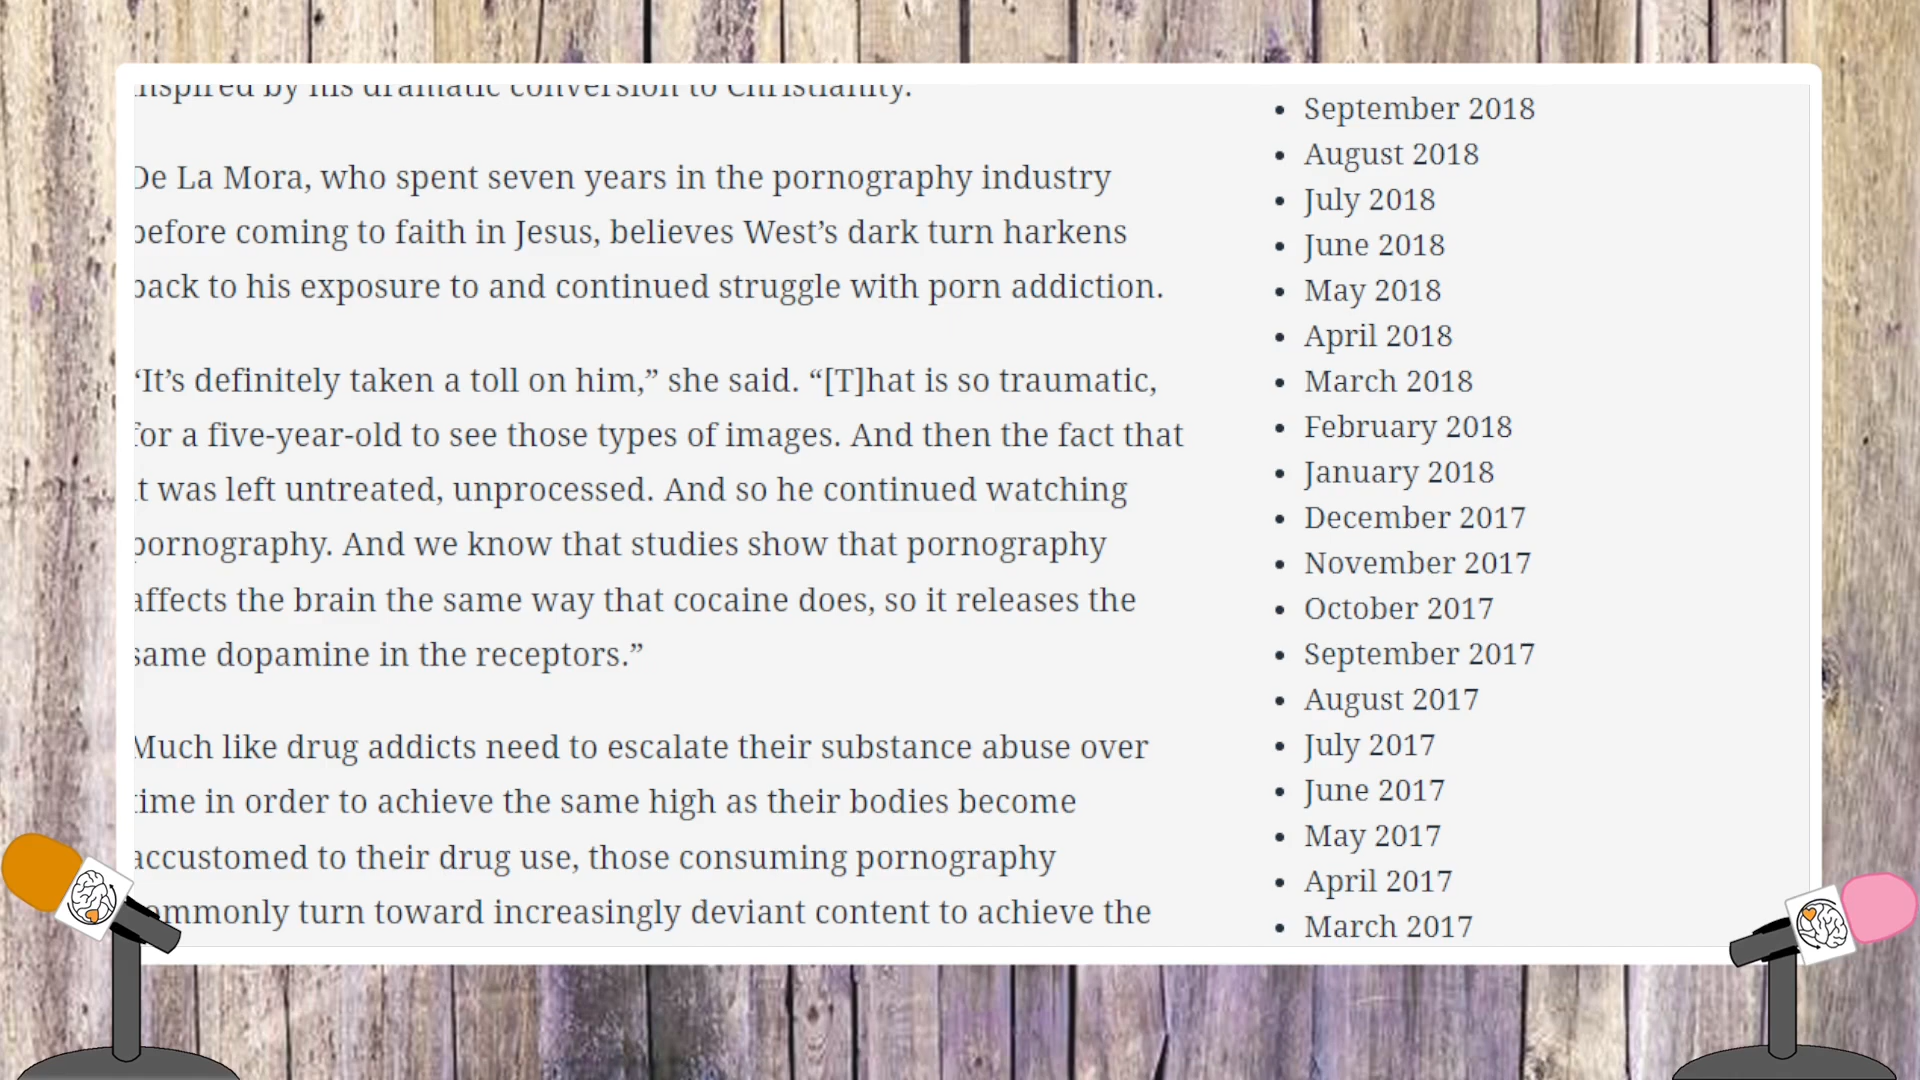 inspired by his dramatic conversion to Christianity.
De La Mora, who spent seven years in the pornography industry
before coming to faith in Jesus, believes West’s dark turn harkens
back to his exposure to and continued struggle with porn addiction.
“It’s definitely taken a toll on him,” she said. “[T]hat is so traumatic,
for a five-year-old to see those types of images. And then the fact that
it was left untreated, unprocessed. And so he continued watching
pornography. And we know that studies show that pornography
affects the brain the same way that cocaine does, so it releases the
same dopamine in the receptors.”
Much like drug addicts need to escalate their substance abuse over
time in order to achieve the same high as their bodies become
accustomed to their drug use, those consuming pornography
commonly turn toward increasingly deviant content to achieve the
September 2018
August 2018
July 2018
June 2018
May 2018
April 2018
March 2018
February 2018
January 2018
December 2017
November 2017
October 2017
September 2017
August 2017
July 2017
June 2017
May 2017
April 2017
March 2017